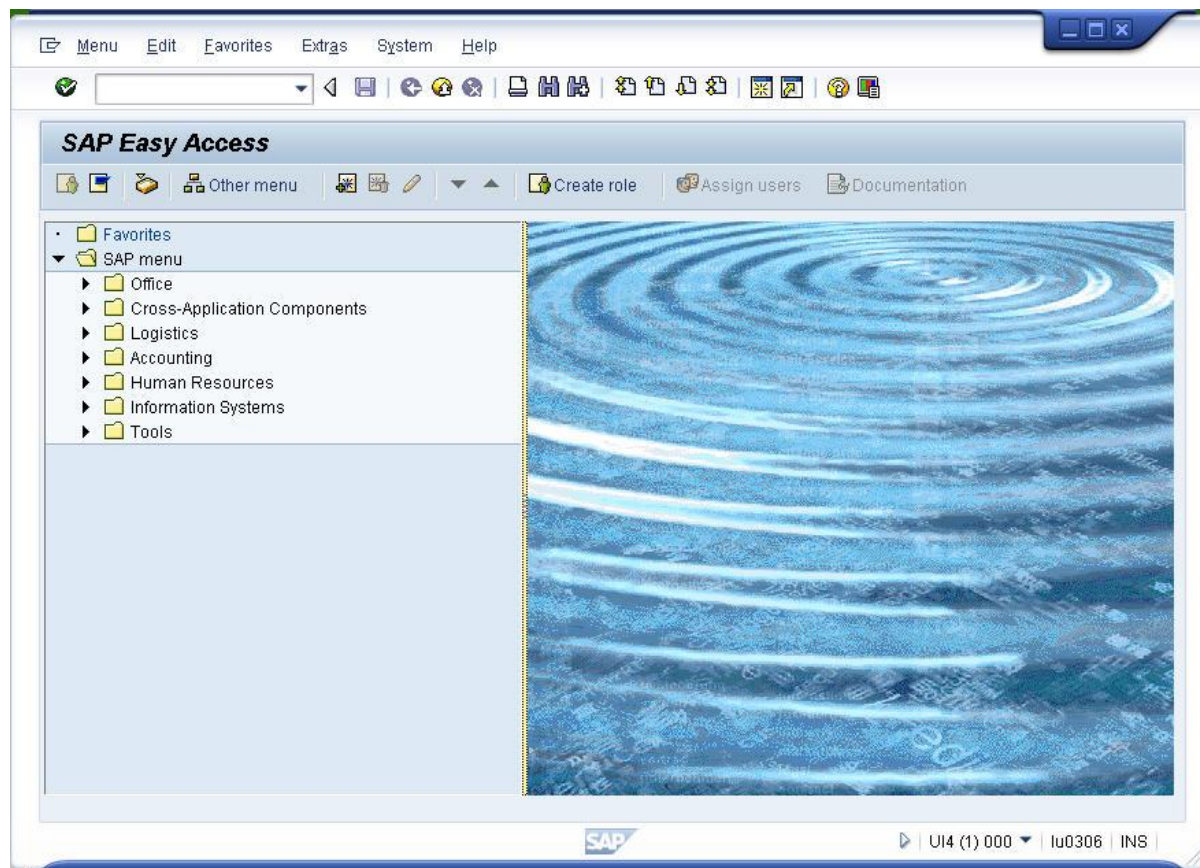 Menu Edit Favorites Extras System Help
SAP Easy Access
Other menu Create role Assign users Documentation
Favorites
SAP menu
Office
Cross-Application Components
Logistics
Accounting
Human Resources
Information Systems
Tools
SAP UI4 (1) 000 lu0306 INS